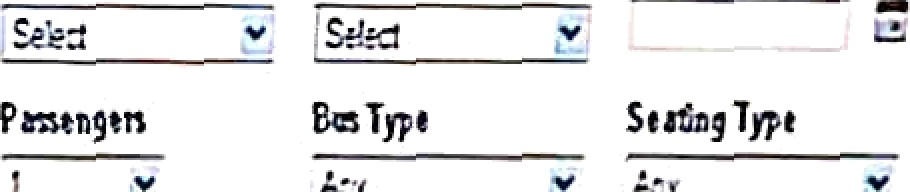 Select Select
Passengers Bus Type Seating Type
1 Any Any